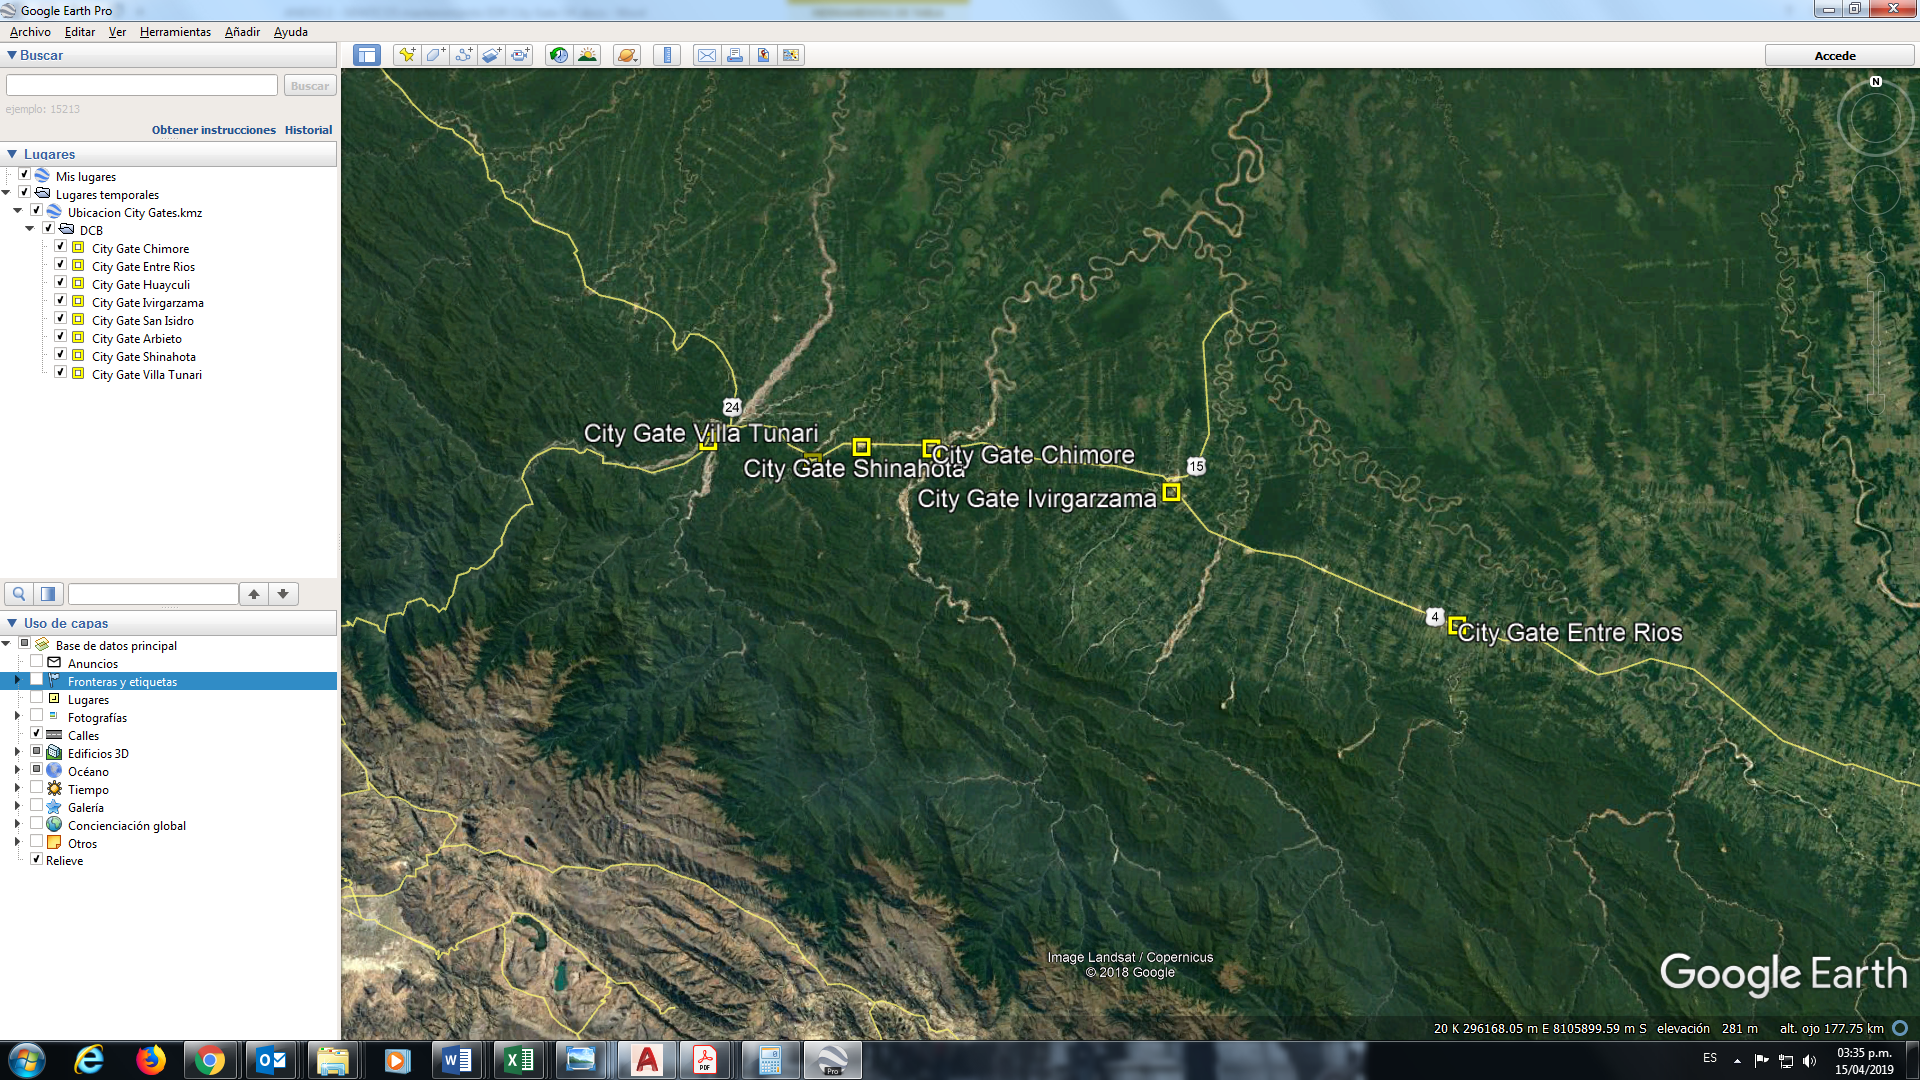 Google Earth Pro
Archivo Editar Ver Herramientas Añadir Ayuda
Buscar
Buscar
ejemplo: 15213
Obtener instrucciones Historial
Lugares
Mis lugares
Lugares temporales
Ubicacion City Gates.kmz
DCB
City Gate Chimore
City Gate Entre Rios
City Gate Huayculi
City Gate Ivirgarzama
City Gate San Isidro
City Gate Arbieto
City Gate Shinahota
City Gate Villa Tunari
Uso de capas
Base de datos principal
Anuncios
Fronteras y etiquetas
Lugares
Fotografías
Calles
Edificios 3D
Océano
Tiempo
Galería
Concienciación global
Otros
Relieve
Accede
N
24
City Gate Villa Tunari
City Gate Shinahota
City Gate Chimore
15
City Gate Ivirgarzama
4
City Gate Entre Rios
Image Landsat / Copernicus
© 2018 Google
Google Earth
20 K 296168.05 m E 8105899.59 m S elevación 281 m alt. ojo 177.75 km
PDF
Pro
ES
03:35 p.m.
15/04/2019